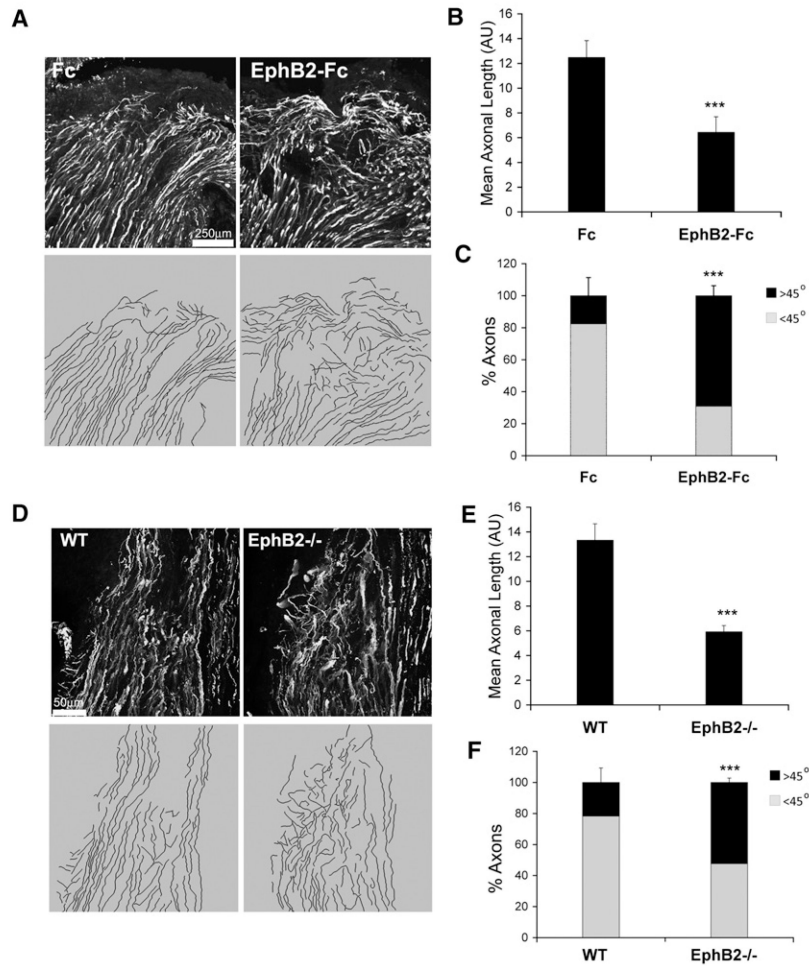 A
Fc
EphB2-Fc
250µm
B
Mean Axonal Length (AU)
16
14
12
10
8
6
4
2
0
***
Fc
EphB2-Fc
C
% Axons
120
100
80
60
40
20
0
***
>45°
<45°
Fc
EphB2-Fc
D
WT
EphB2-/-
50µm
E
Mean Axonal Length (AU)
16
14
12
10
8
6
4
2
0
***
WT
EphB2-/-
F
% Axons
120
100
80
60
40
20
0
***
>45°
<45°
WT
EphB2-/-